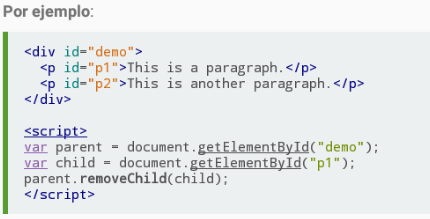 Por ejemplo:
<div id="demo">
  <p id="p1">This is a paragraph.</p>
  <p id="p2">This is another paragraph.</p>
</div>
<script>
var parent = document.getElementById("demo");
var child = document.getElementById("p1");
parent.removeChild(child);
</script>